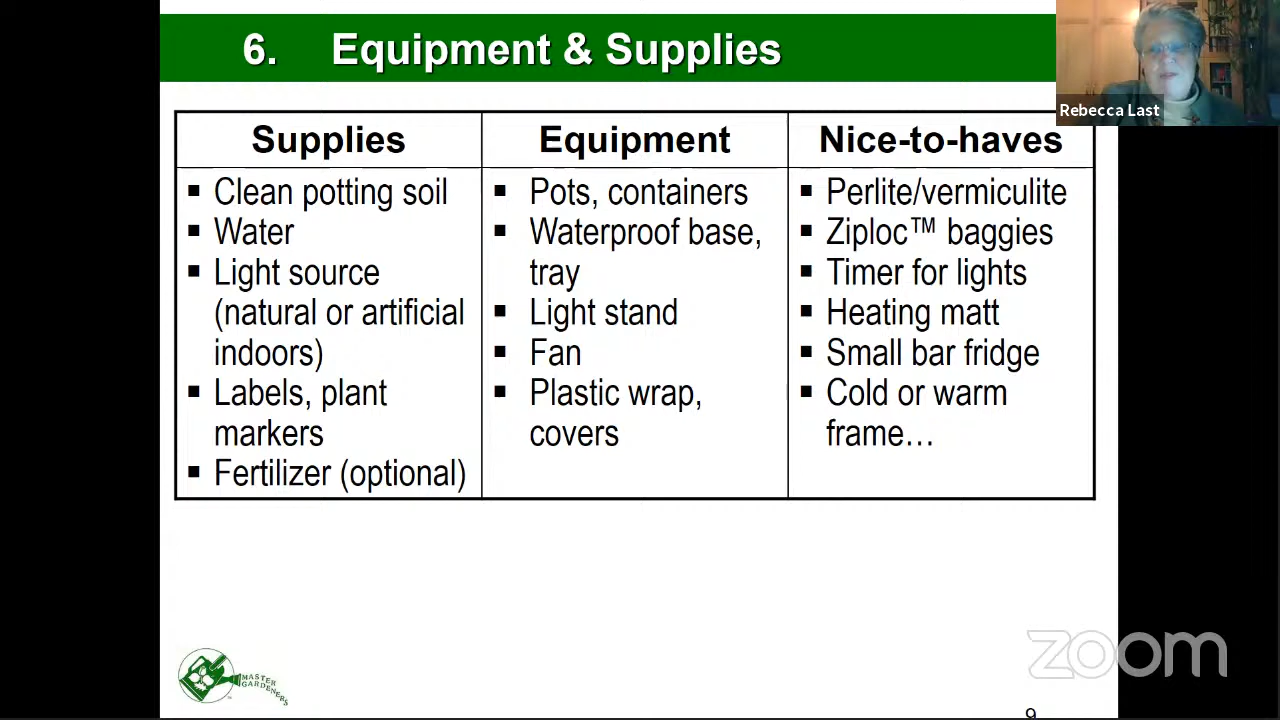 6. Equipment & Supplies
Rebecca Last
Supplies
Equipment
Nice-to-haves
▪ Clean potting soil
▪ Water
▪ Light source
(natural or artificial
indoors)
▪ Labels, plant
markers
▪ Fertilizer (optional)
▪ Pots, containers
▪ Waterproof base,
tray
▪ Light stand
▪ Fan
▪ Plastic wrap,
covers
▪ Perlite/vermiculite
▪ Ziploc™ baggies
▪ Timer for lights
▪ Heating matt
▪ Small bar fridge
▪ Cold or warm
frame…
MASTER
GARDENERS
zoom
9